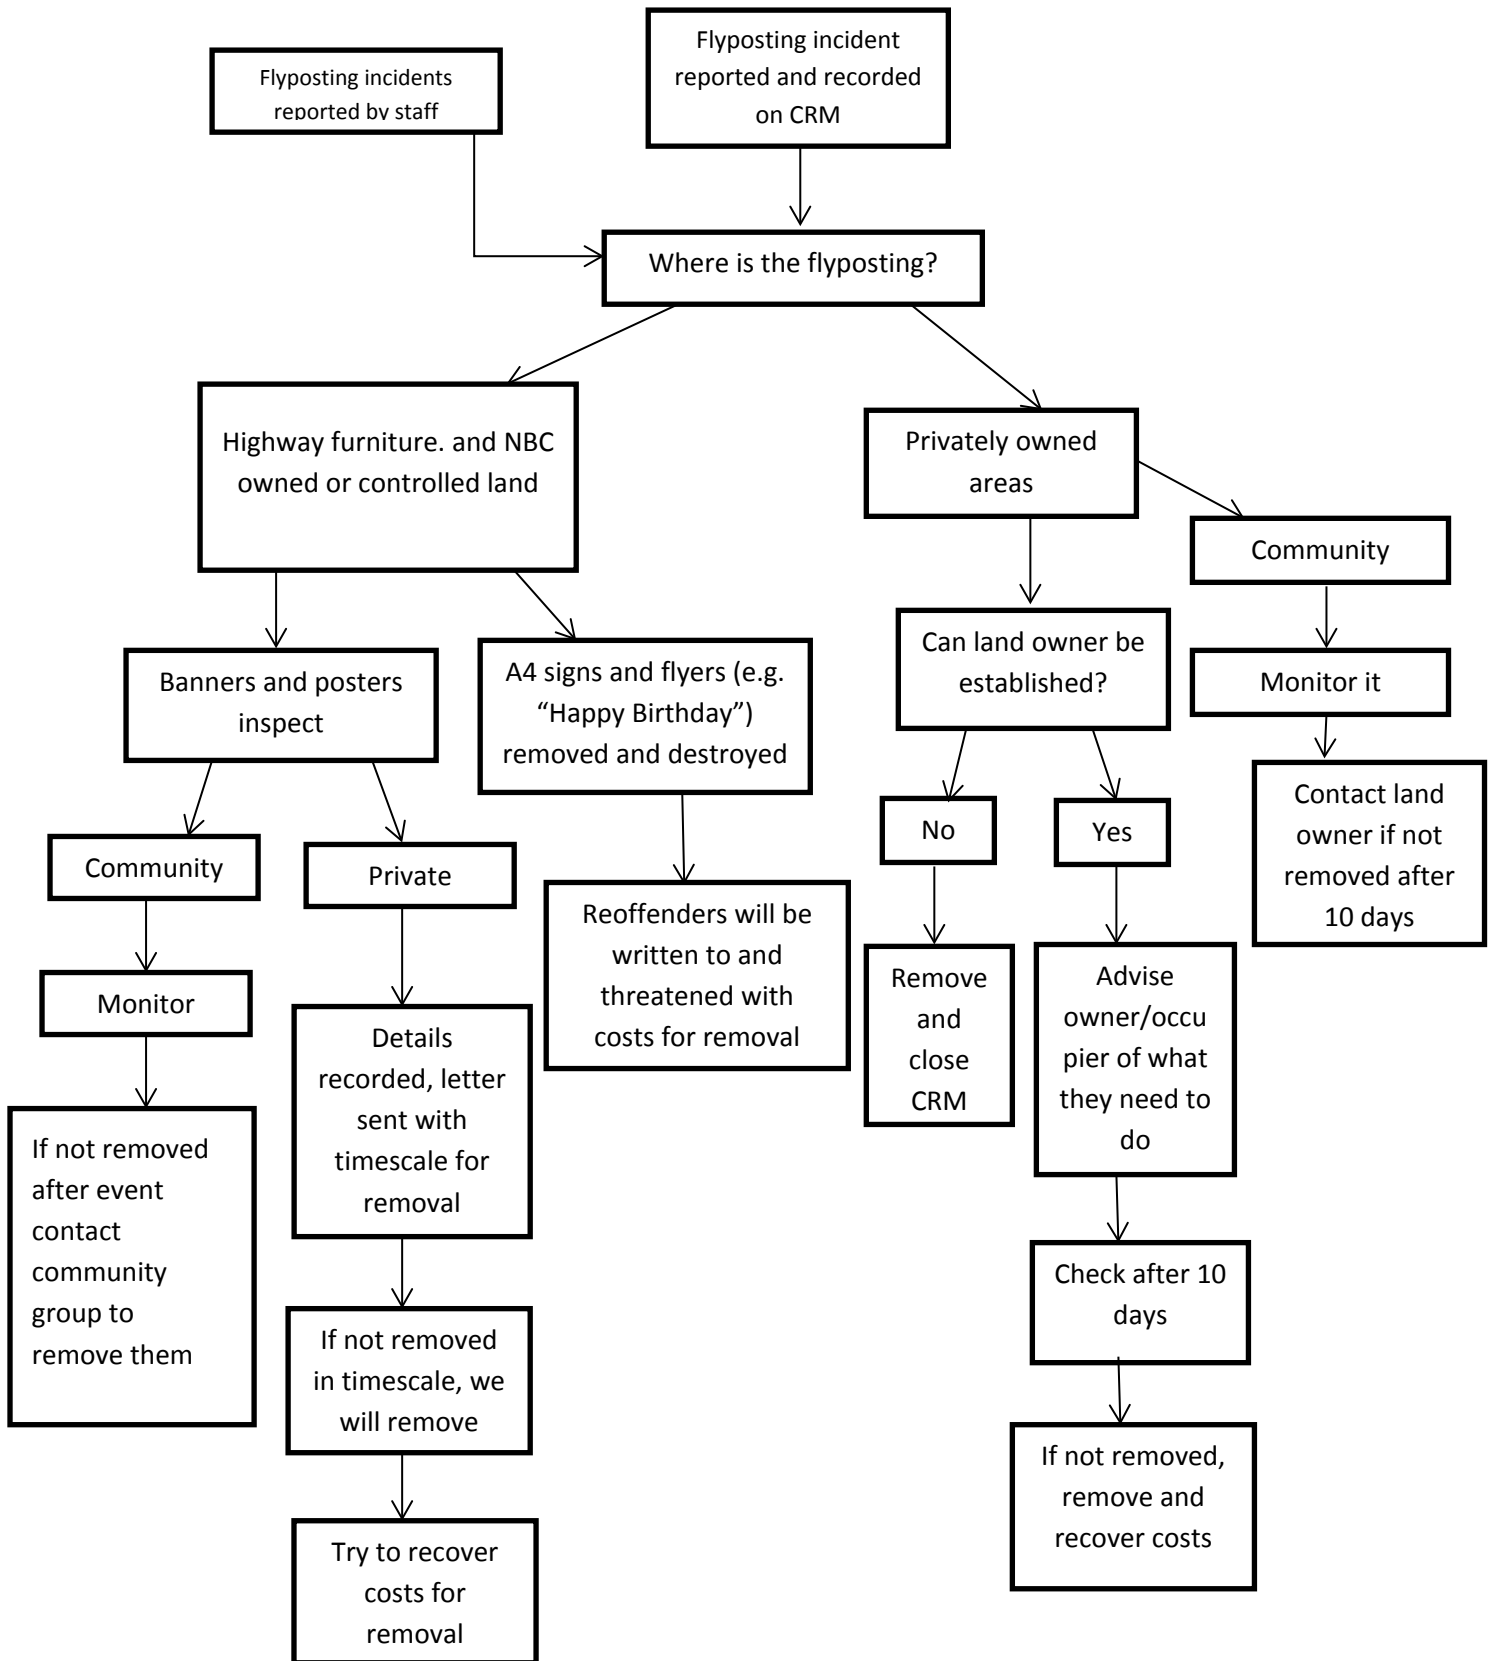 Flyposting incident
reported and recorded
on CRM
Flyposting incidents
reported by staff
Where is the flyposting?
Highway furniture. and NBC
owned or controlled land
Privately owned
areas
Community
Banners and posters
inspect
A4 signs and flyers (e.g.
“Happy Birthday”)
removed and destroyed
Can land owner be
established?
Monitor it
Community
Private
No
Yes
Contact land
owner if not
removed after
10 days
Monitor
Details
recorded, letter
sent with
timescale for
removal
Reoffenders will be
written to and
threatened with
costs for removal
Remove
and
close
CRM
Advise
owner/occu
pier of what
they need to
do
If not removed
after event
contact
community
group to
remove them
If not removed
in timescale, we
will remove
Check after 10
days
Try to recover
costs for
removal
If not removed,
remove and
recover costs